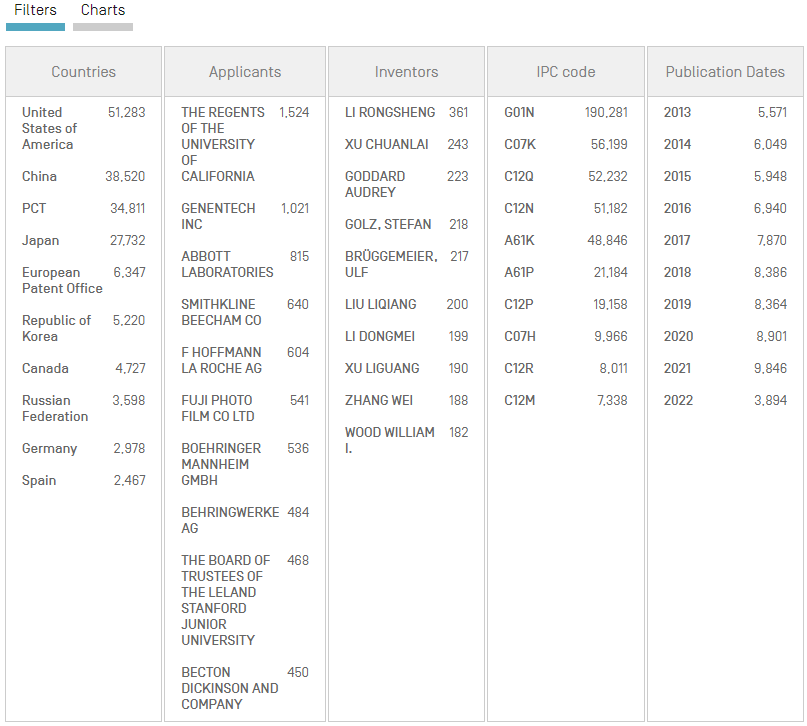 Filters Charts
Countries
United 51,283
States of
America
China 38,520
PCT 34,811
Japan 27,732
European 6,347
Patent Office
Republic of 5,220
Korea
Canada 4,727
Russian 3,598
Federation
Germany 2,978
Spain 2,467
Applicants
THE REGENTS 1,524
OF THE
UNIVERSITY
OF
CALIFORNIA
GENENTECH 1,021
INC
ABBOTT 815
LABORATORIES
SMITHKLINE 640
BEECHAM CO
F HOFFMANN 604
LA ROCHE AG
FUJI PHOTO 541
FILM CO LTD
BOEHRINGER 536
MANNHEIM
GMBH
BEHRINGWERKE 484
AG
THE BOARD OF 468
TRUSTEES OF
THE LELAND
STANFORD
JUNIOR
UNIVERSITY
BECTON 450
DICKINSON AND
COMPANY
Inventors
LI RONGSHENG 361
XU CHUANLAI 243
GODDARD 223
AUDREY
GOLZ, STEFAN 218
BRÜGGEMEIER, 217
ULF
LIU LIQIANG 200
LI DONGMEI 199
XU LIGUANG 190
ZHANG WEI 188
WOOD WILLIAM 182
I.
IPC code
G01N 190,281
C07K 56,199
C12Q 52,232
C12N 51,182
A61K 48,846
A61P 21,184
C12P 19,158
C07H 9,966
C12R 8,011
C12M 7,338
Publication Dates
2013 5,571
2014 6,049
2015 5,948
2016 6,940
2017 7,870
2018 8,386
2019 8,364
2020 8,901
2021 9,846
2022 3,894